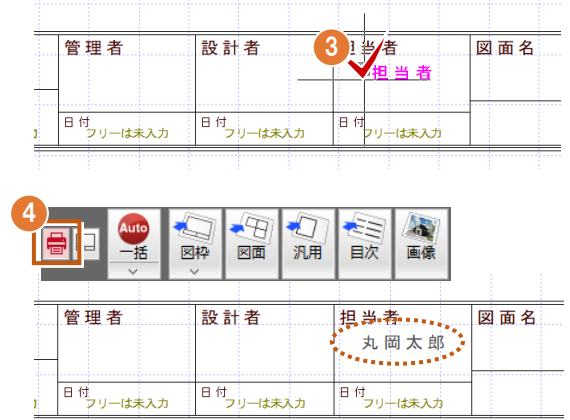 管理者 設計者 担当者 図面名
3
担当者
日付 日付 日付
フリーは未入力 フリーは未入力 フリーは未入力
4
Auto
一括 図枠 図面 汎用 目次 画像
管理者 設計者 担当者 図面名
丸岡太郎
日付 日付 日付
フリーは未入力 フリーは未入力 フリーは未入力